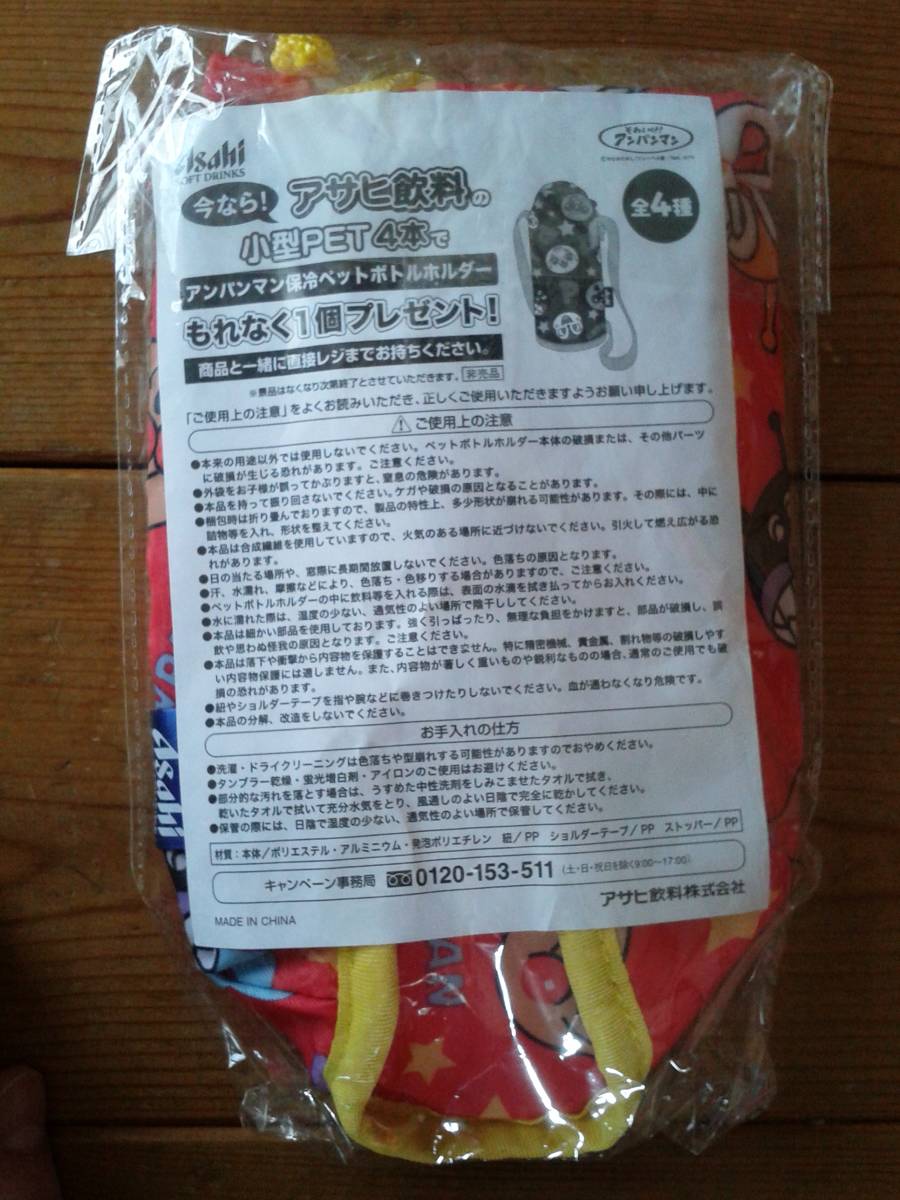 Asahi
SOFT DRINKS
それいけ!
アンパンマン
今なら!
アサヒ飲料の
小型PET 4本で
全4種
アンパンマン保冷ペットボトルホルダー
もれなく1個プレゼント!
商品と一緒に直接レジまでお持ちください。
※景品はなくなり次第終了とさせていただきます。 非売品
「ご使用上の注意」をよくお読みいただき、正しくご使用いただきますようお願い申し上げます。
⚠ご使用上の注意
●本来の用途以外では使用しないでください。ペットボトルホルダー本体の破損または、その他パーツ
に破損が生じる恐れがあります。ご注意ください。
●外袋をお子様が誤ってかぶりますと、窒息の危険があります。
●本品を持って振り回さないでください。ケガや破損の原因となることがあります。
●梱包時は折り畳んでおりますので、製品の特性上、多少形状が崩れる可能性があります。その際には、中に
詰物等を入れ、形状を整えてください。
●本品は合成繊維を使用していますので、火気のある場所に近づけないでください。引火して燃え広がる恐
れがあります。
●日の当たる場所や、窓際に長期間放置しないでください。色落ちの原因となります。
●汗、水濡れ、摩擦などにより、色落ち・色移りする場合がありますので、ご注意ください。
●ペットボトルホルダーの中に飲料等を入れる際は、表面の水滴を拭き払ってからお入れください。
●水に濡れた際は、湿度の少ない、通気性のよい場所で陰干ししてください。
●本品は細かい部品を使用しております。強く引っぱったり、無理な負担をかけますと、部品が破損し、誤
飲や思わぬ怪我の原因となります。ご注意ください。
●本品は落下や衝撃から内容物を保護することはできません。特に精密機械、貴金属、割れ物等の破損しやす
い内容物保護には適しません。また、内容物が著しく重いものや鋭利なものの場合、通常のご使用でも破
損の恐れがあります。
●紐やショルダーテープを指や腕などに巻きつけたりしないでください。血が通わなくなり危険です。
●本品の分解、改造をしないでください。
お手入れの仕方
●洗濯・ドライクリーニングは色落ちや型崩れする可能性がありますのでおやめください。
●タンブラー乾燥・蛍光増白剤・アイロンのご使用はお避けください。
●部分的な汚れを落とす場合は、うすめた中性洗剤をしみこませたタオルで拭き、
乾いたタオルで拭いて充分水気をとり、風通しのよい日陰で完全に乾かしてください。
●保管の際には、日陰で湿度の少ない、通気性のよい場所で保管してください。
材質:本体/ポリエステル・アルミニウム・発泡ポリエチレン 紐/PP ショルダーテープ/PP ストッパー/PP
キャンペーン事務局 0120-153-511 (土・日・祝日を除く9:00~17:00)
アサヒ飲料株式会社
MADE IN CHINA
Asahi
AN